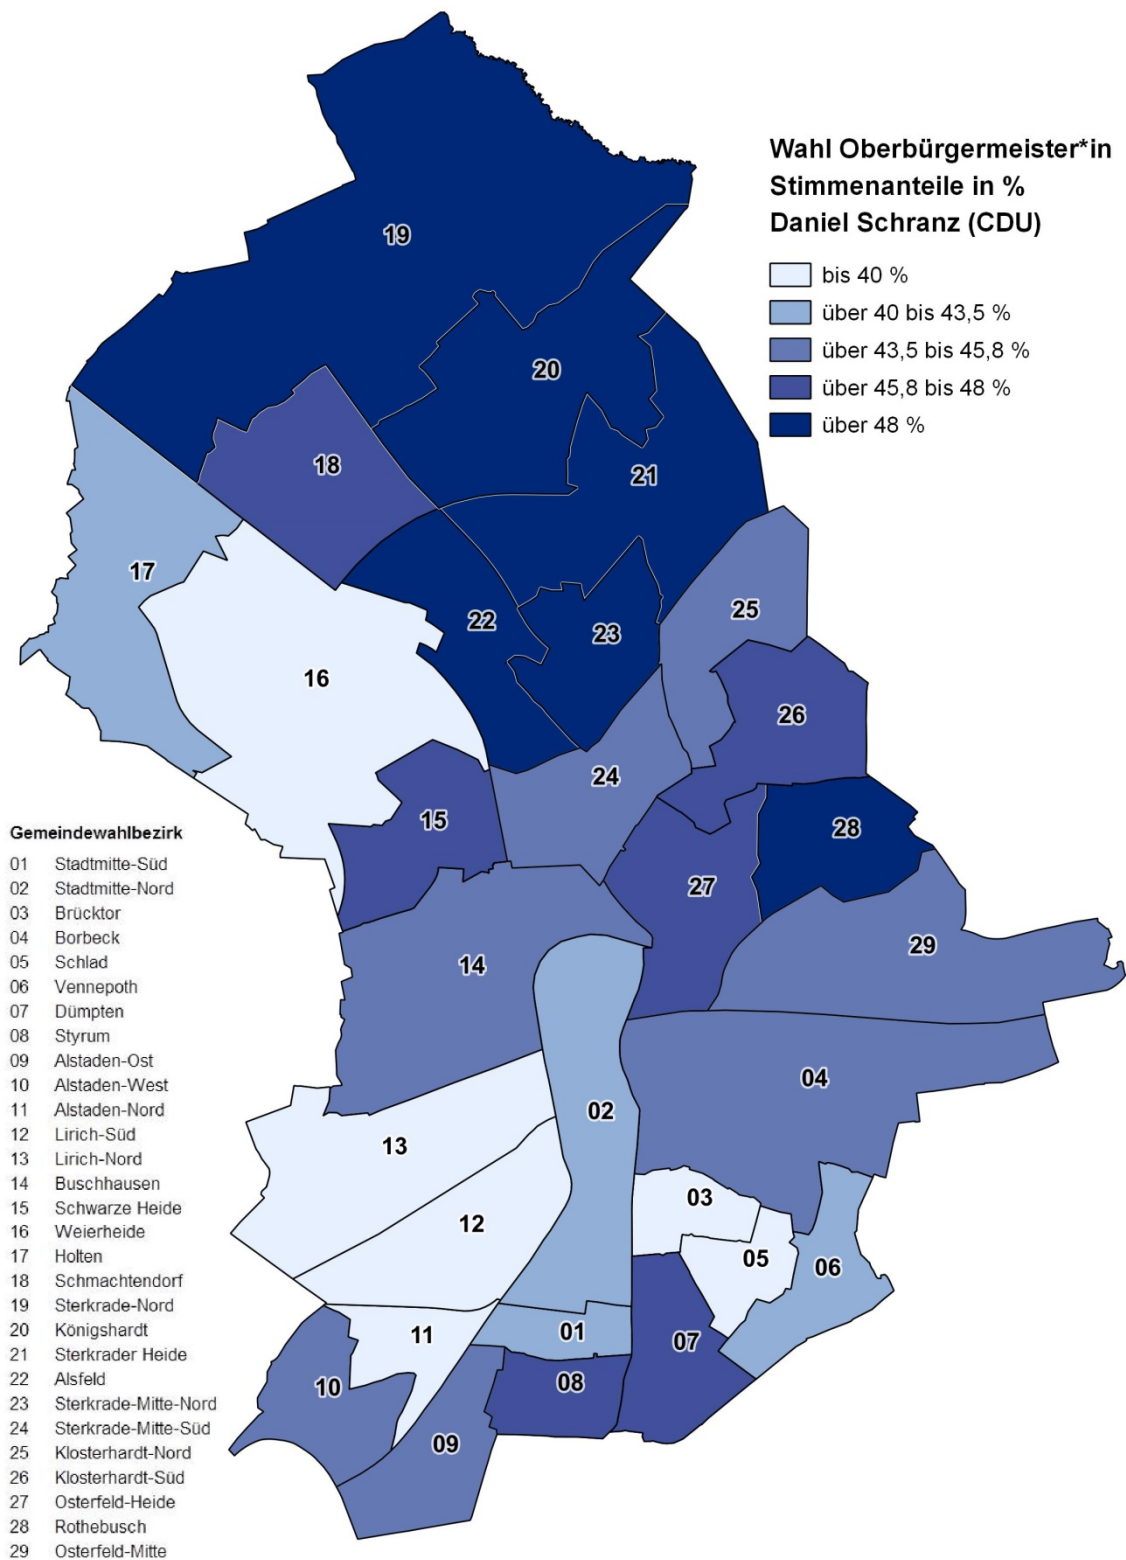 Wahl Oberbürgermeister*in
Stimmenanteile in %
Daniel Schranz (CDU)
bis 40 %
über 40 bis 43,5 %
über 43,5 bis 45,8 %
über 45,8 bis 48 %
über 48 %
19
20
18
21
17
25
22
23
16
26
24
15
28
27
29
14
04
02
13
03
12
05
06
11
01
07
10
08
09
Gemeindewahlbezirk
01 Stadtmitte-Süd
02 Stadtmitte-Nord
03 Brücktor
04 Borbeck
05 Schlad
06 Vennepoth
07 Dümpten
08 Styrum
09 Alstaden-Ost
10 Alstaden-West
11 Alstaden-Nord
12 Lirich-Süd
13 Lirich-Nord
14 Buschhausen
15 Schwarze Heide
16 Weierheide
17 Holten
18 Schmachtendorf
19 Sterkrade-Nord
20 Königshardt
21 Sterkrader Heide
22 Alsfeld
23 Sterkrade-Mitte-Nord
24 Sterkrade-Mitte-Süd
25 Klosterhardt-Nord
26 Klosterhardt-Süd
27 Osterfeld-Heide
28 Rothebusch
29 Osterfeld-Mitte